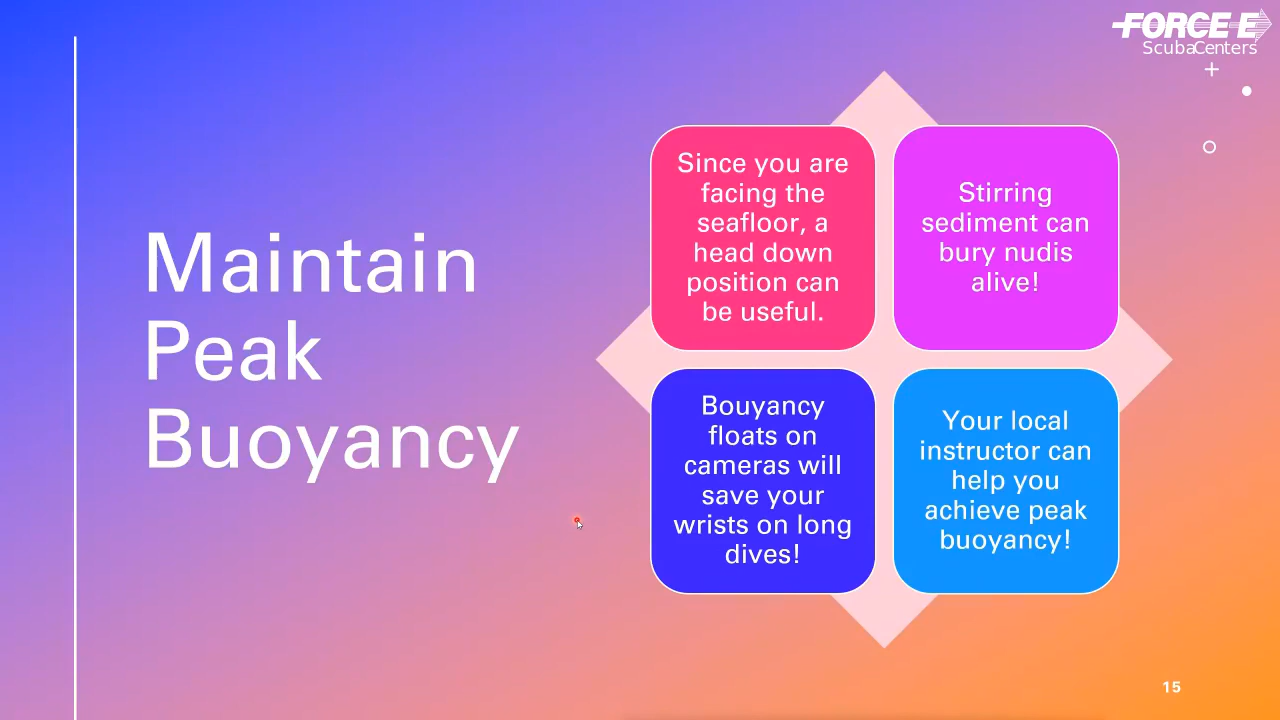 FORCE-E
ScubaCenters
Maintain
Peak
Buoyancy
Since you are
facing the
seafloor, a
head down
position can
be useful.
Stirring
sediment can
bury nudis
alive!
Bouyancy
floats on
cameras will
save your
wrists on long
dives!
Your local
instructor can
help you
achieve peak
buoyancy!
15